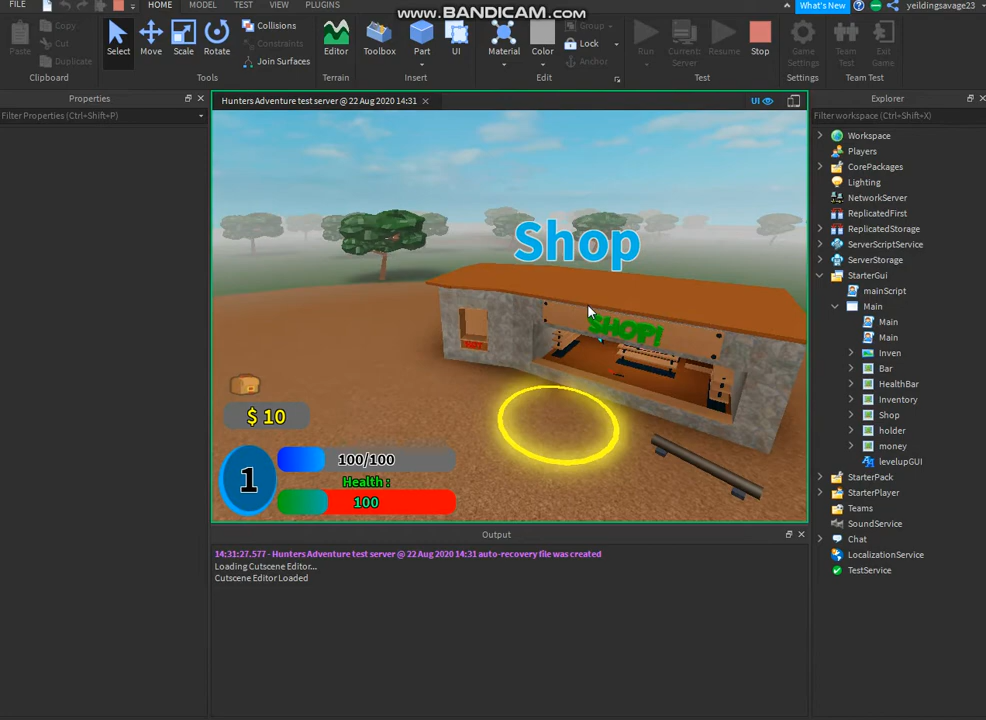 www.BANDICAM.com
FILE HOME MODEL TEST VIEW PLUGINS What's New yeildingsavage23
Paste Copy Cut Duplicate Select Move Scale Rotate Collisions Constraints Join Surfaces Editor Toolbox Part UI Material Color Group Lock Anchor Run Current: Server Resume Stop Game Settings Team Test Exit Game
Clipboard Tools Terrain Insert Edit Test Settings Team Test
Properties
Filter Properties (Ctrl+Shift+P)
Hunters Adventure test server @ 22 Aug 2020 14:31 UI
Shop
SHOP!
$ 10
1
100/100
Health :
100
Output
14:31:27.577 - Hunters Adventure test server @ 22 Aug 2020 14:31 auto-recovery file was created
Loading Cutscene Editor...
Cutscene Editor Loaded
Explorer
Filter workspace (Ctrl+Shift+X)
Workspace
Players
CorePackages
Lighting
NetworkServer
ReplicatedFirst
ReplicatedStorage
ServerScriptService
ServerStorage
StarterGui
mainScript
Main
Main
Main
Inven
Bar
HealthBar
Inventory
Shop
holder
money
levelupGUI
StarterPack
StarterPlayer
Teams
SoundService
Chat
LocalizationService
TestService